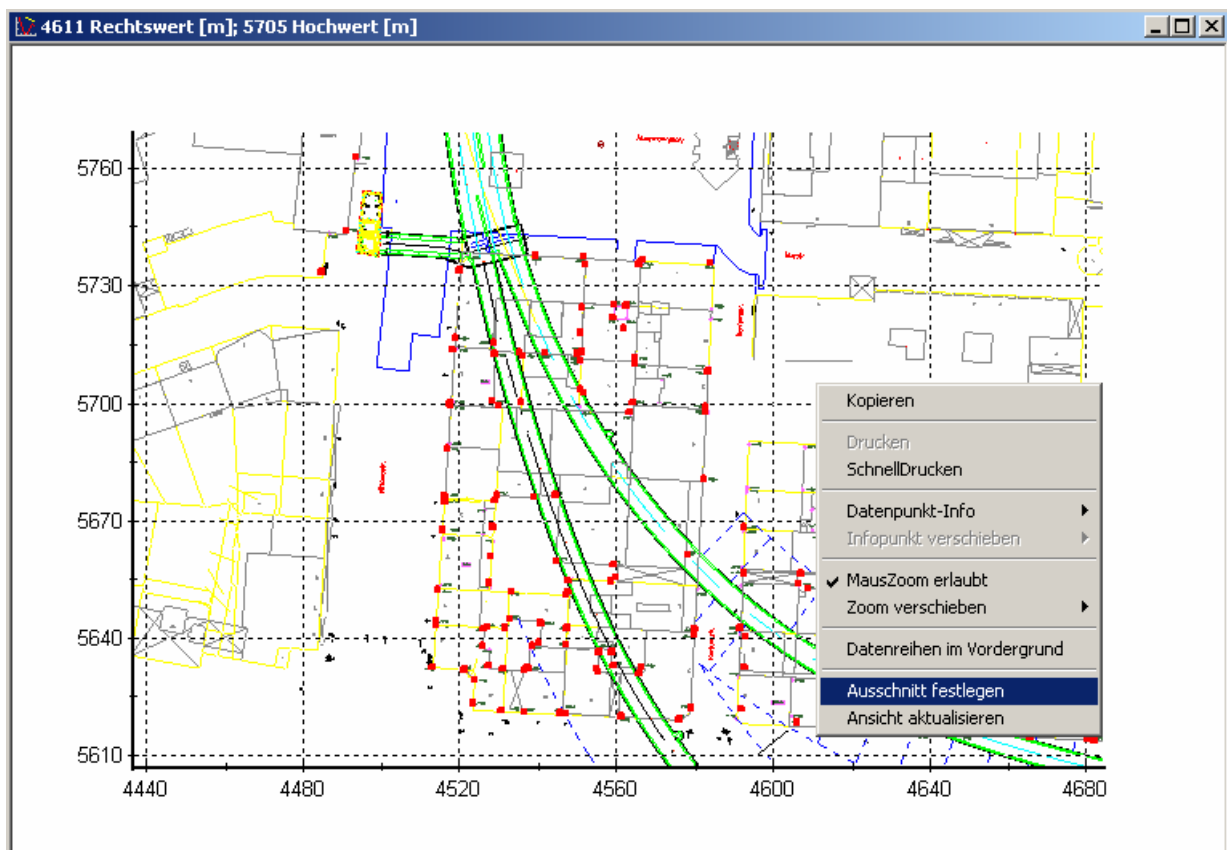 4611 Rechtswert [m]; 5705 Hochwert [m]
5760
5730
5700
5670
5640
5610
4440
4480
4520
4560
4600
4640
4680
Kopieren
Drucken
SchnellDrucken
Datenpunkt-Info
Infopunkt verschieben
MausZoom erlaubt
Zoom verschieben
Datenreihen im Vordergrund
Ausschnitt festlegen
Ansicht aktualisieren